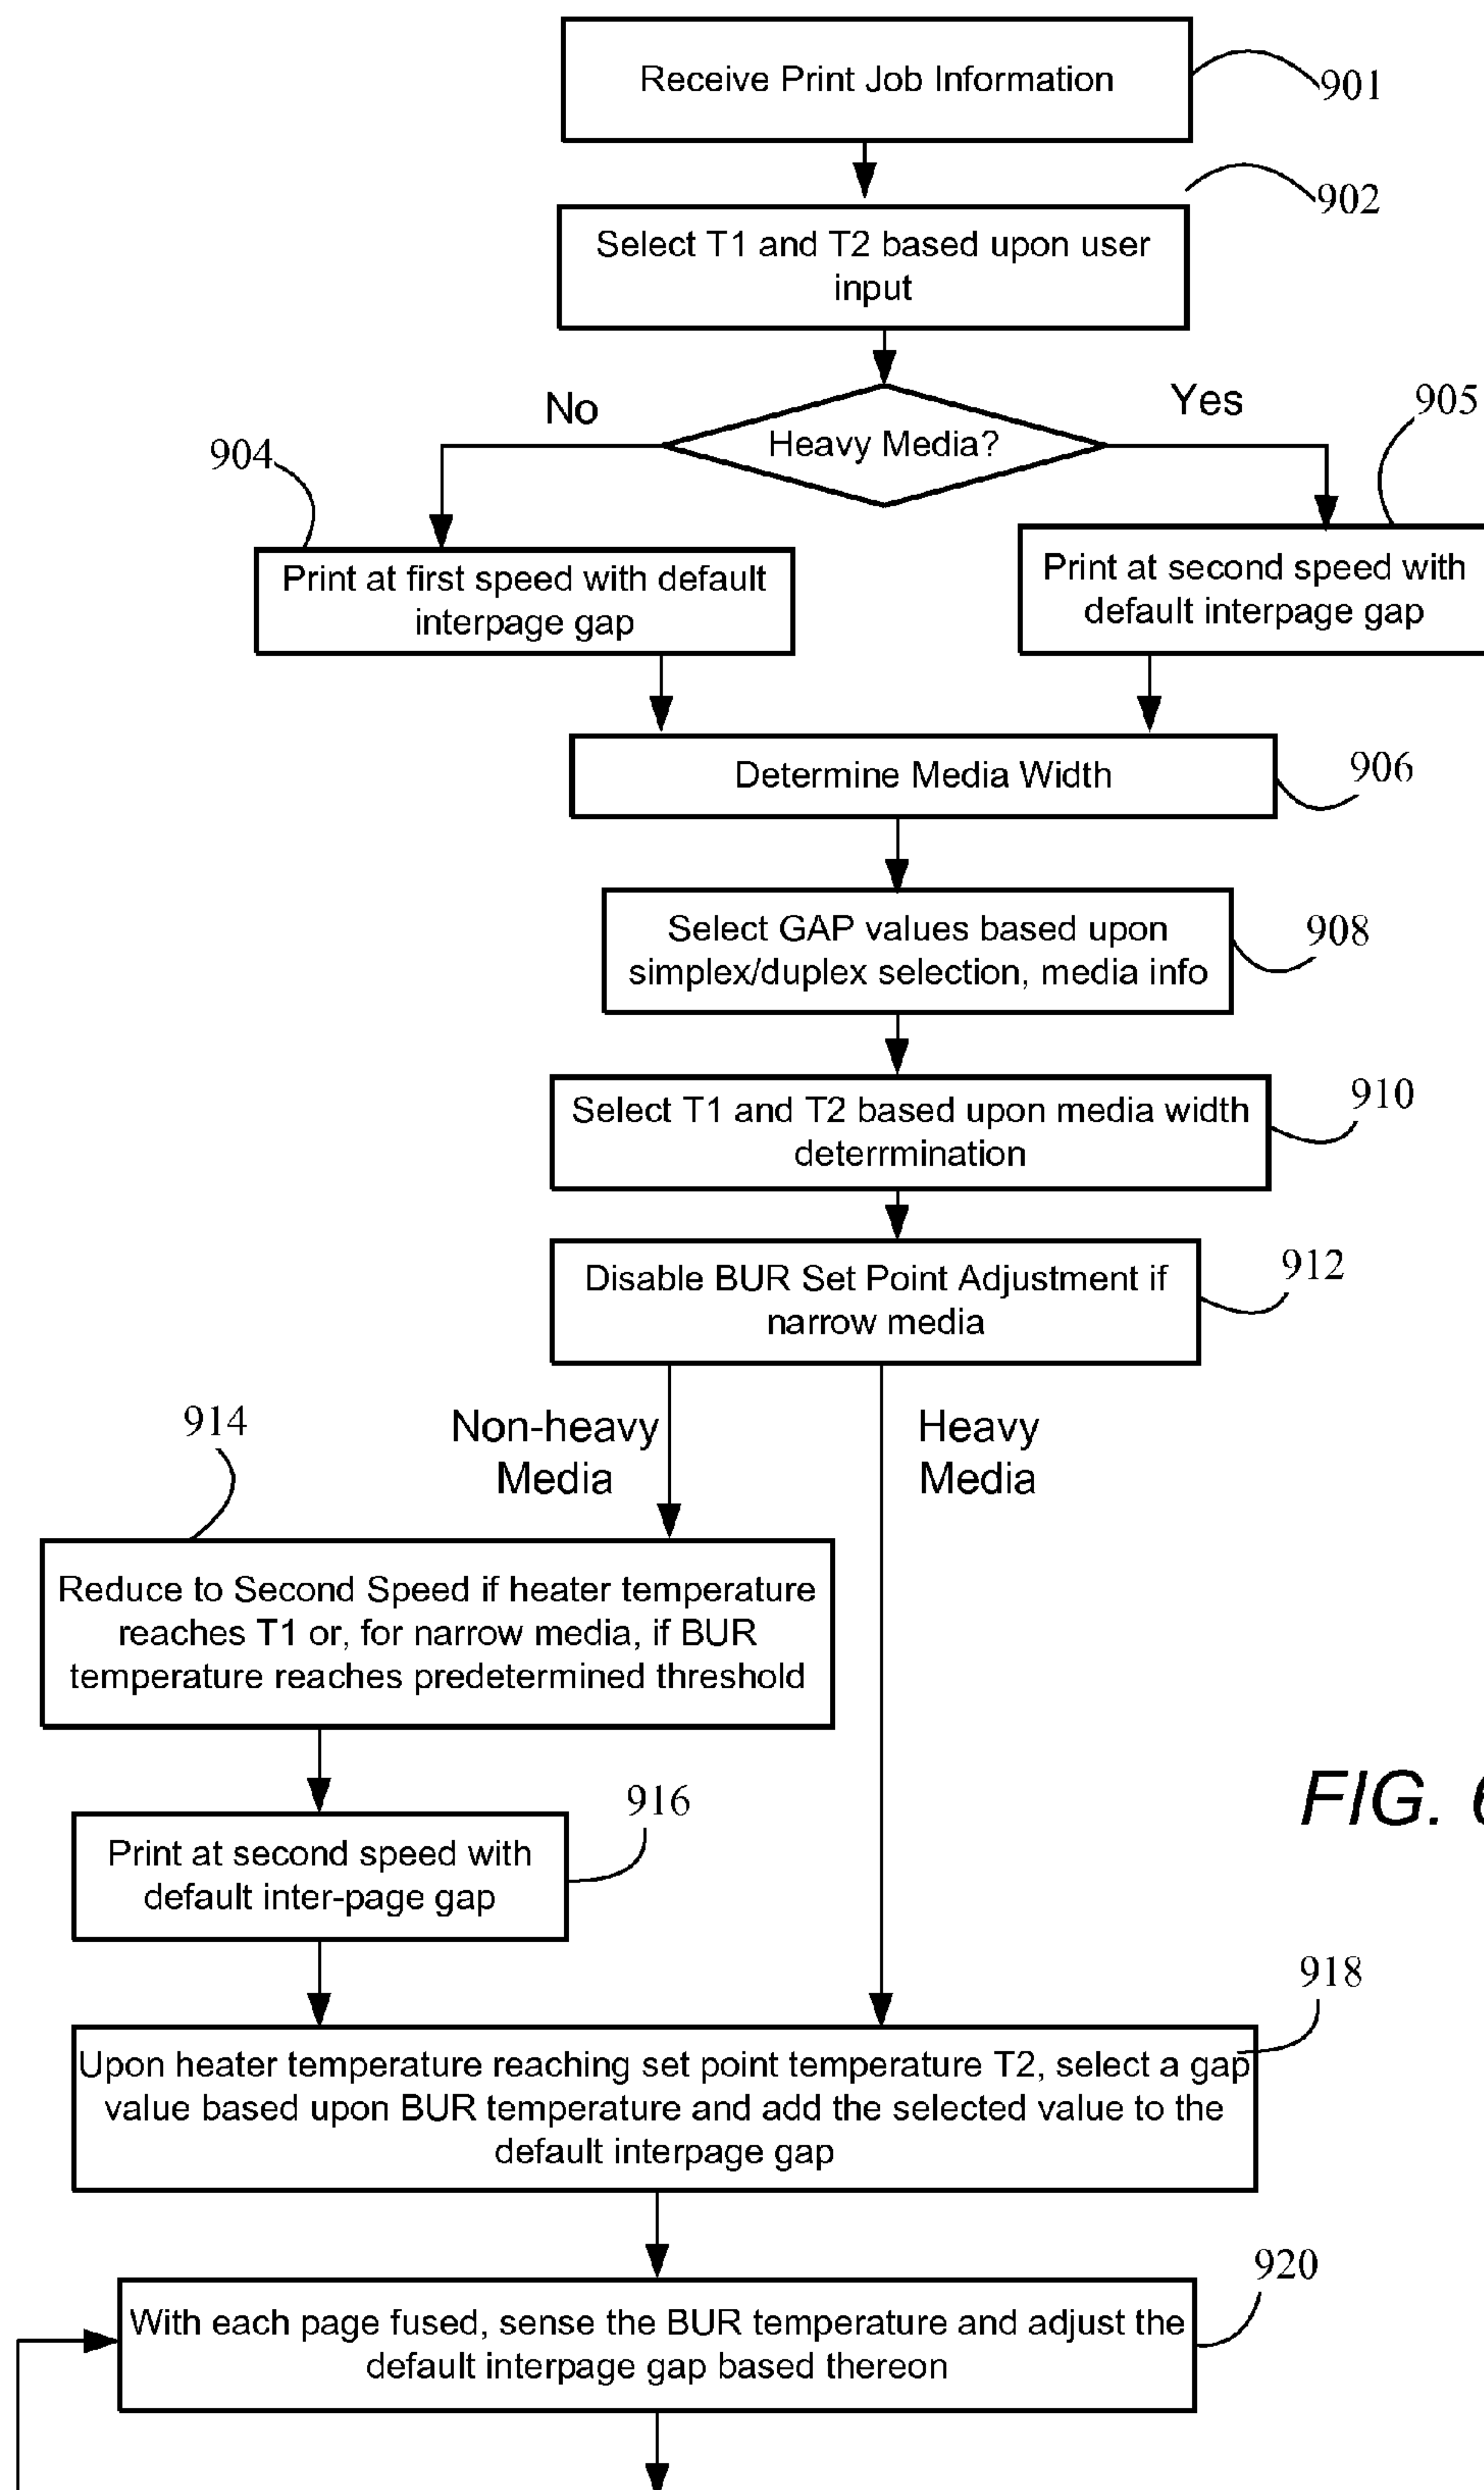 Receive Print Job Information
901
902
Select T1 and T2 based upon user
input
No
Yes
905
Heavy Media?
904
Print at first speed with default
interpage gap
Print at second speed with
default interpage gap
Determine Media Width
906
Select GAP values based upon
simplex/duplex selection, media info
908
Select T1 and T2 based upon media width
deterrmination
910
Disable BUR Set Point Adjustment if
narrow media
912
914
Non-heavy
Media
Heavy
Media
Reduce to Second Speed if heater temperature
reaches T1 or, for narrow media, if BUR
temperature reaches predetermined threshold
916
Print at second speed with
default inter-page gap
FIG. 6
918
Upon heater temperature reaching set point temperature T2, select a gap
value based upon BUR temperature and add the selected value to the
default interpage gap
920
With each page fused, sense the BUR temperature and adjust the
default interpage gap based thereon